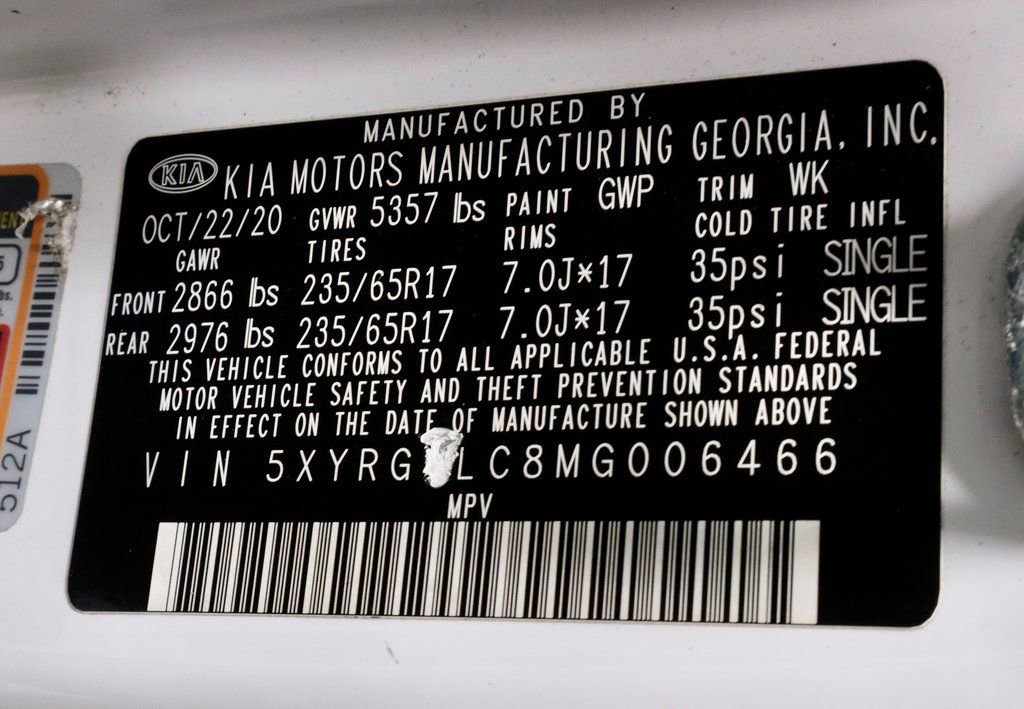 MANUFACTURED BY
KIA KIA MOTORS MANUFACTURING GEORGIA, INC.
OCT/22/20 GVWR 5357 lbs PAINT GWP TRIM WK
GAWR TIRES RIMS COLD TIRE INFL
FRONT 2866 lbs 235/65R17 7.0J*17 35psi SINGLE
REAR 2976 lbs 235/65R17 7.0J*17 35psi SINGLE
THIS VEHICLE CONFORMS TO ALL APPLICABLE U.S.A. FEDERAL
MOTOR VEHICLE SAFETY AND THEFT PREVENTION STANDARDS
IN EFFECT ON THE DATE OF MANUFACTURE SHOWN ABOVE
VIN 5XYRG LC8MG006466
MPV
512A